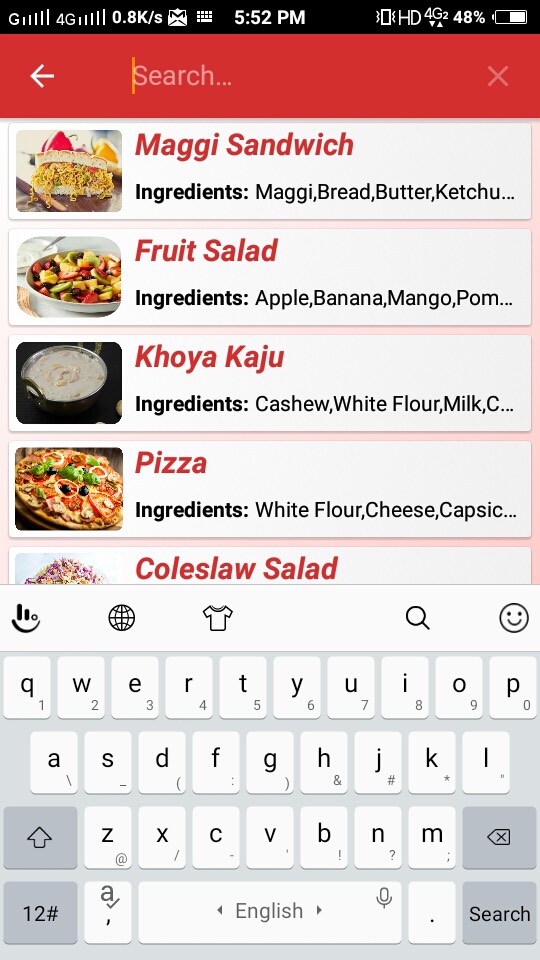 G 4G 0.8K/s 5:52 PM HD 4G2 48%
Search...
Maggi Sandwich
Ingredients: Maggi,Bread,Butter,Ketchu...
Fruit Salad
Ingredients: Apple,Banana,Mango,Pom...
Khoya Kaju
Ingredients: Cashew,White Flour,Milk,C...
Pizza
Ingredients: White Flour,Cheese,Capsic...
Coleslaw Salad
q w e r t y u i o p
1 2 3 4 5 6 7 8 9 0
a s d f g h j k l
\ _ ( : ) & # * "
z x c v b n m
@ / - ' ! ? ;
12# a , English . Search